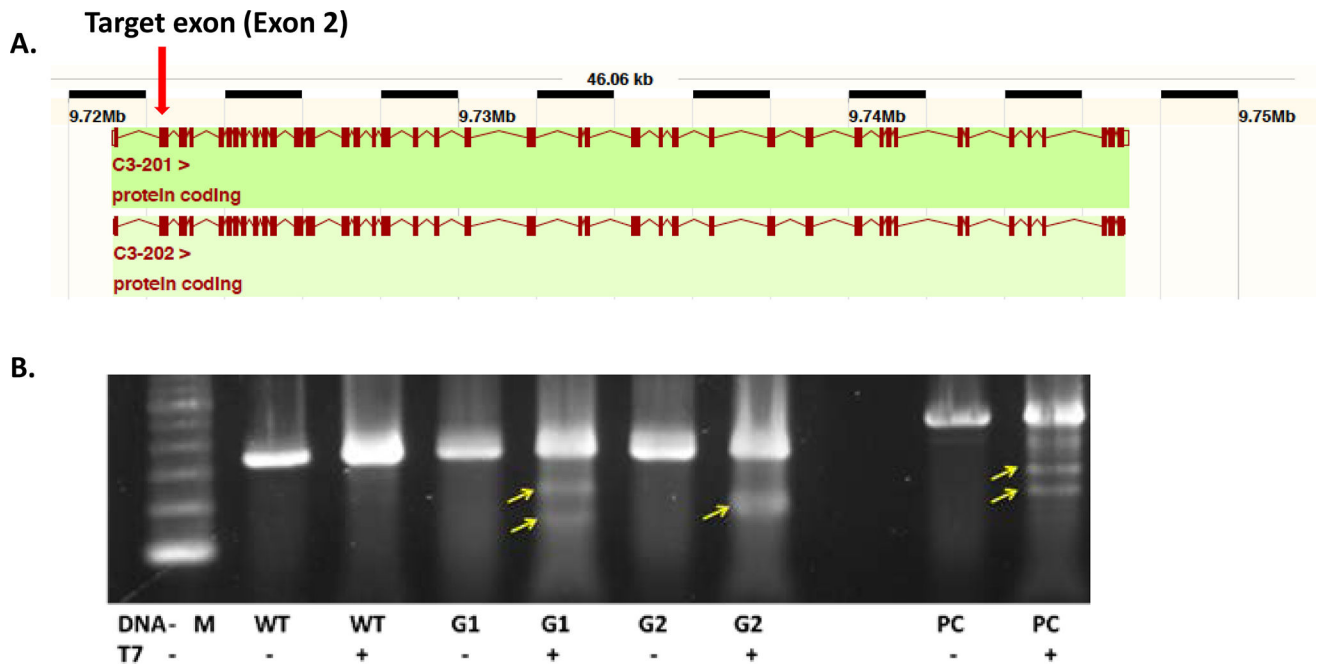 Target exon (Exon 2)
A.
46.06 kb
9.72Mb 9.73Mb 9.74Mb 9.75Mb
C3-201 >
protein coding
C3-202 >
protein coding
B.
DNA- M WT WT G1 G1 G2 G2 PC PC
T7 - - + - + - + - +